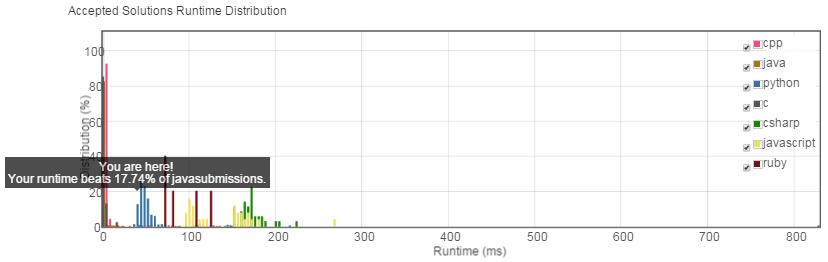 Accepted Solutions Runtime Distribution
100
80
60
40
20
0
Distribution (%)
You are here!
Your runtime beats 17.74% of javasubmissions.
cpp
java
python
c
csharp
javascript
ruby
0
100
200
300
400
500
600
700
800
Runtime (ms)